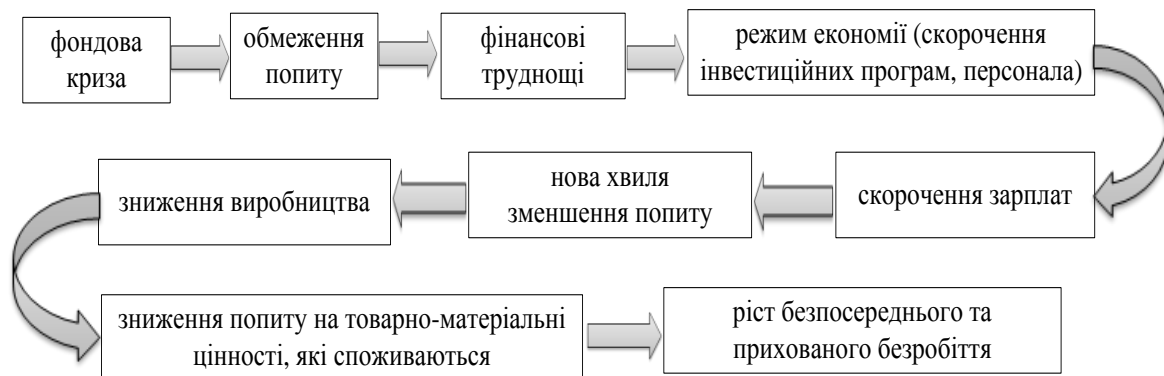 фондова
криза
обмеження
попиту
фінансові
труднощі
режим економії (скорочення
інвестиційних програм, персонала)
скорочення зарплат
нова хвиля
зменшення попиту
зниження виробництва
зниження попиту на товарно-матеріальні
цінності, які споживаються
ріст безпосереднього та
прихованого безробіття